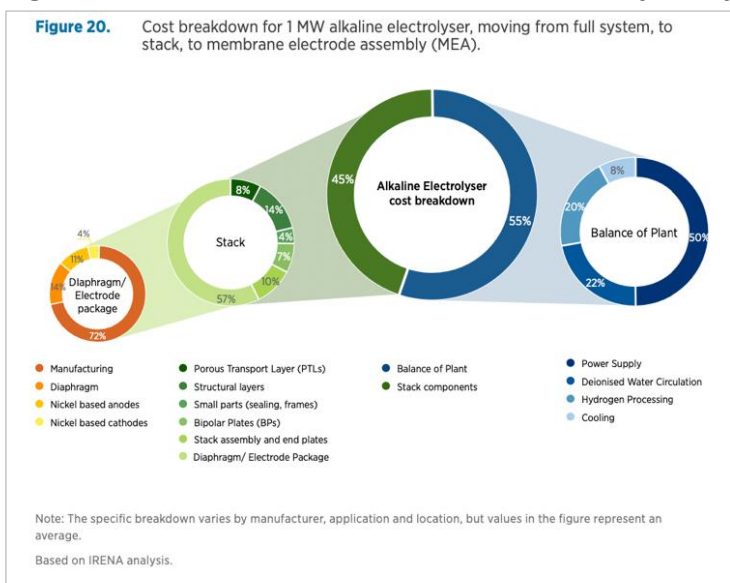 Figure 20. Cost breakdown for 1 MW alkaline electrolyser, moving from full system, to
stack, to membrane electrode assembly (MEA).
4%
11%
14%
72%
Diaphragm/
Electrode
package
8%
14%
4%
7%
10%
57%
Stack
45%
55%
Alkaline Electrolyser
cost breakdown
8%
20%
22%
50%
Balance of Plant
Manufacturing
Diaphragm
Nickel based anodes
Nickel based cathodes
Porous Transport Layer (PTLs)
Structural layers
Small parts (sealing, frames)
Bipolar Plates (BPs)
Stack assembly and end plates
Diaphragm/ Electrode Package
Balance of Plant
Stack components
Power Supply
Deionised Water Circulation
Hydrogen Processing
Cooling
Note: The specific breakdown varies by manufacturer, application and location, but values in the figure represent an
average.
Based on IRENA analysis.